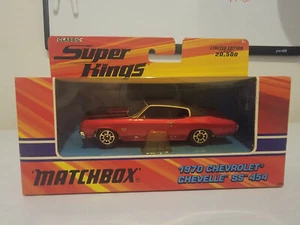 CLASSIC
Super
Kings
LIMITED EDITION
20,500
MATCHBOX
1970 CHEVROLET
CHEVELLE SS 454